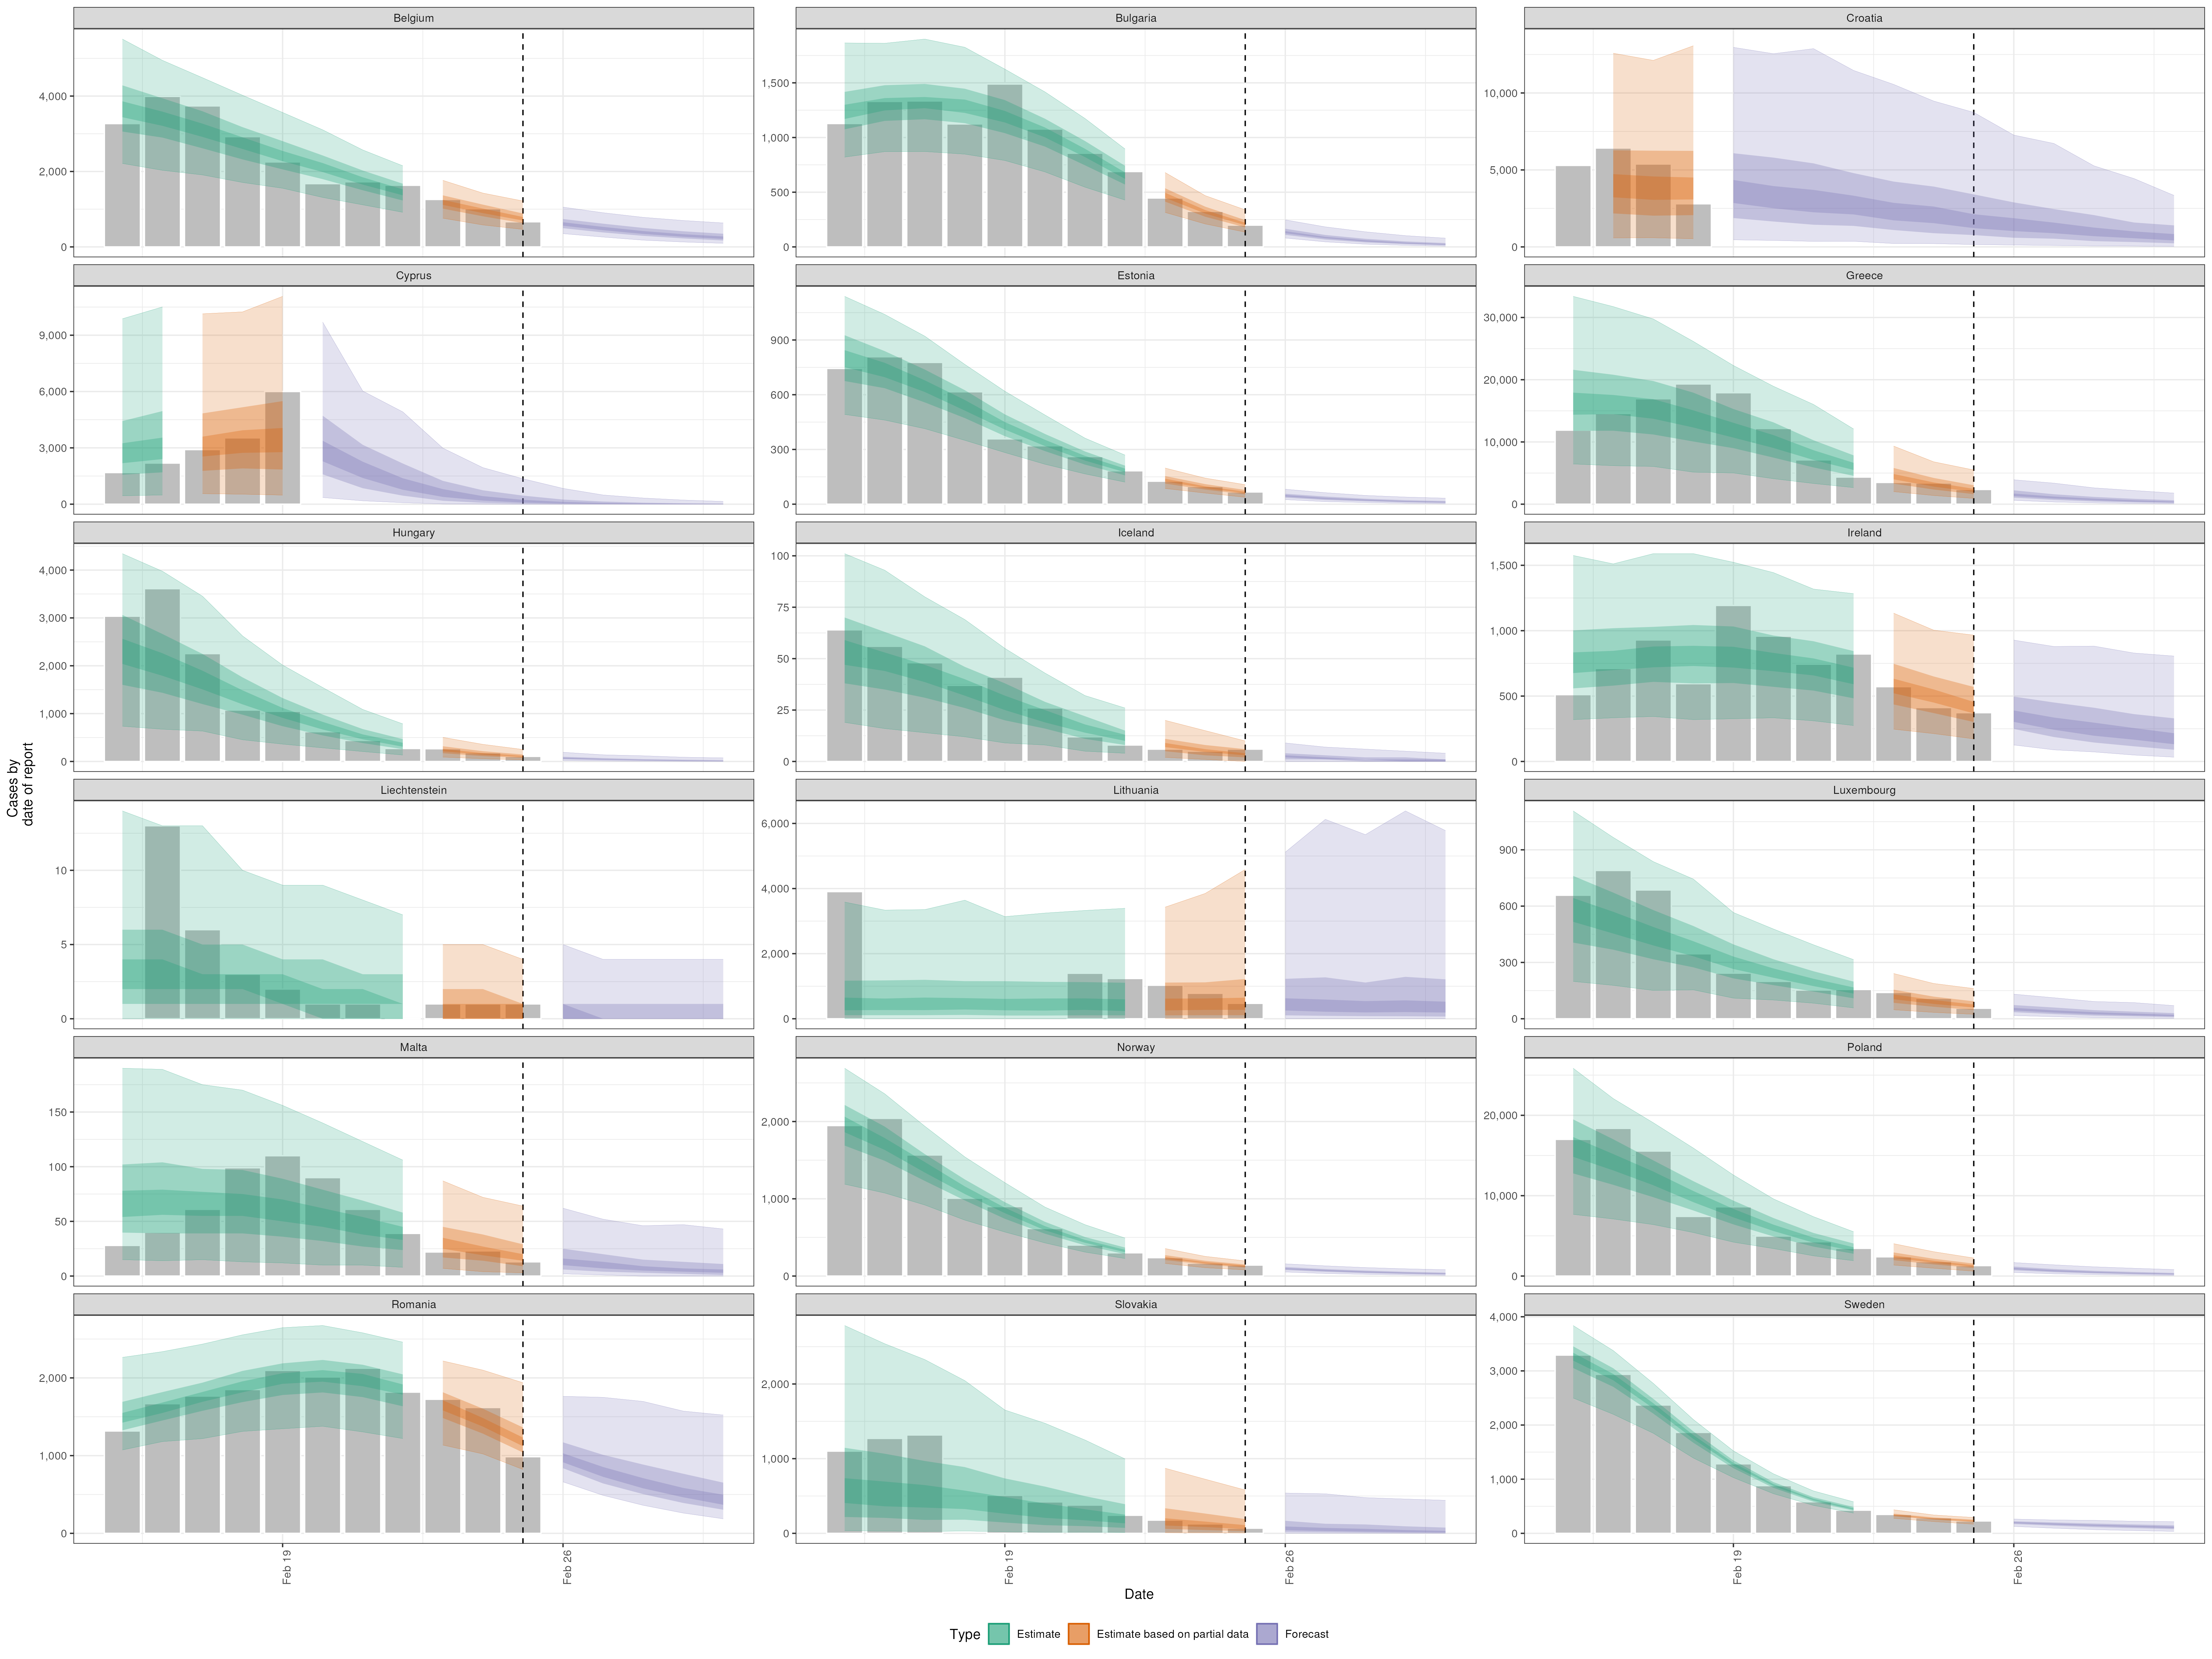 Belgium
Bulgaria
Croatia
4,000
2,000
0
1,500
1,000
500
0
10,000
5,000
0
Cyprus
Estonia
Greece
9,000
6,000
3,000
0
900
600
300
0
30,000
20,000
10,000
0
Hungary
Iceland
Ireland
4,000
3,000
2,000
1,000
0
100
75
50
25
0
1,500
1,000
500
0
Cases by
date of report
Liechtenstein
Lithuania
Luxembourg
10
5
0
6,000
4,000
2,000
0
900
600
300
0
Malta
Norway
Poland
150
100
50
0
2,000
1,000
0
20,000
10,000
0
Romania
Slovakia
Sweden
2,000
1,000
0
2,000
1,000
0
4,000
3,000
2,000
1,000
0
Feb 19
Feb 26
Feb 19
Feb 26
Feb 19
Feb 26
Date
Type
Estimate
Estimate based on partial data
Forecast